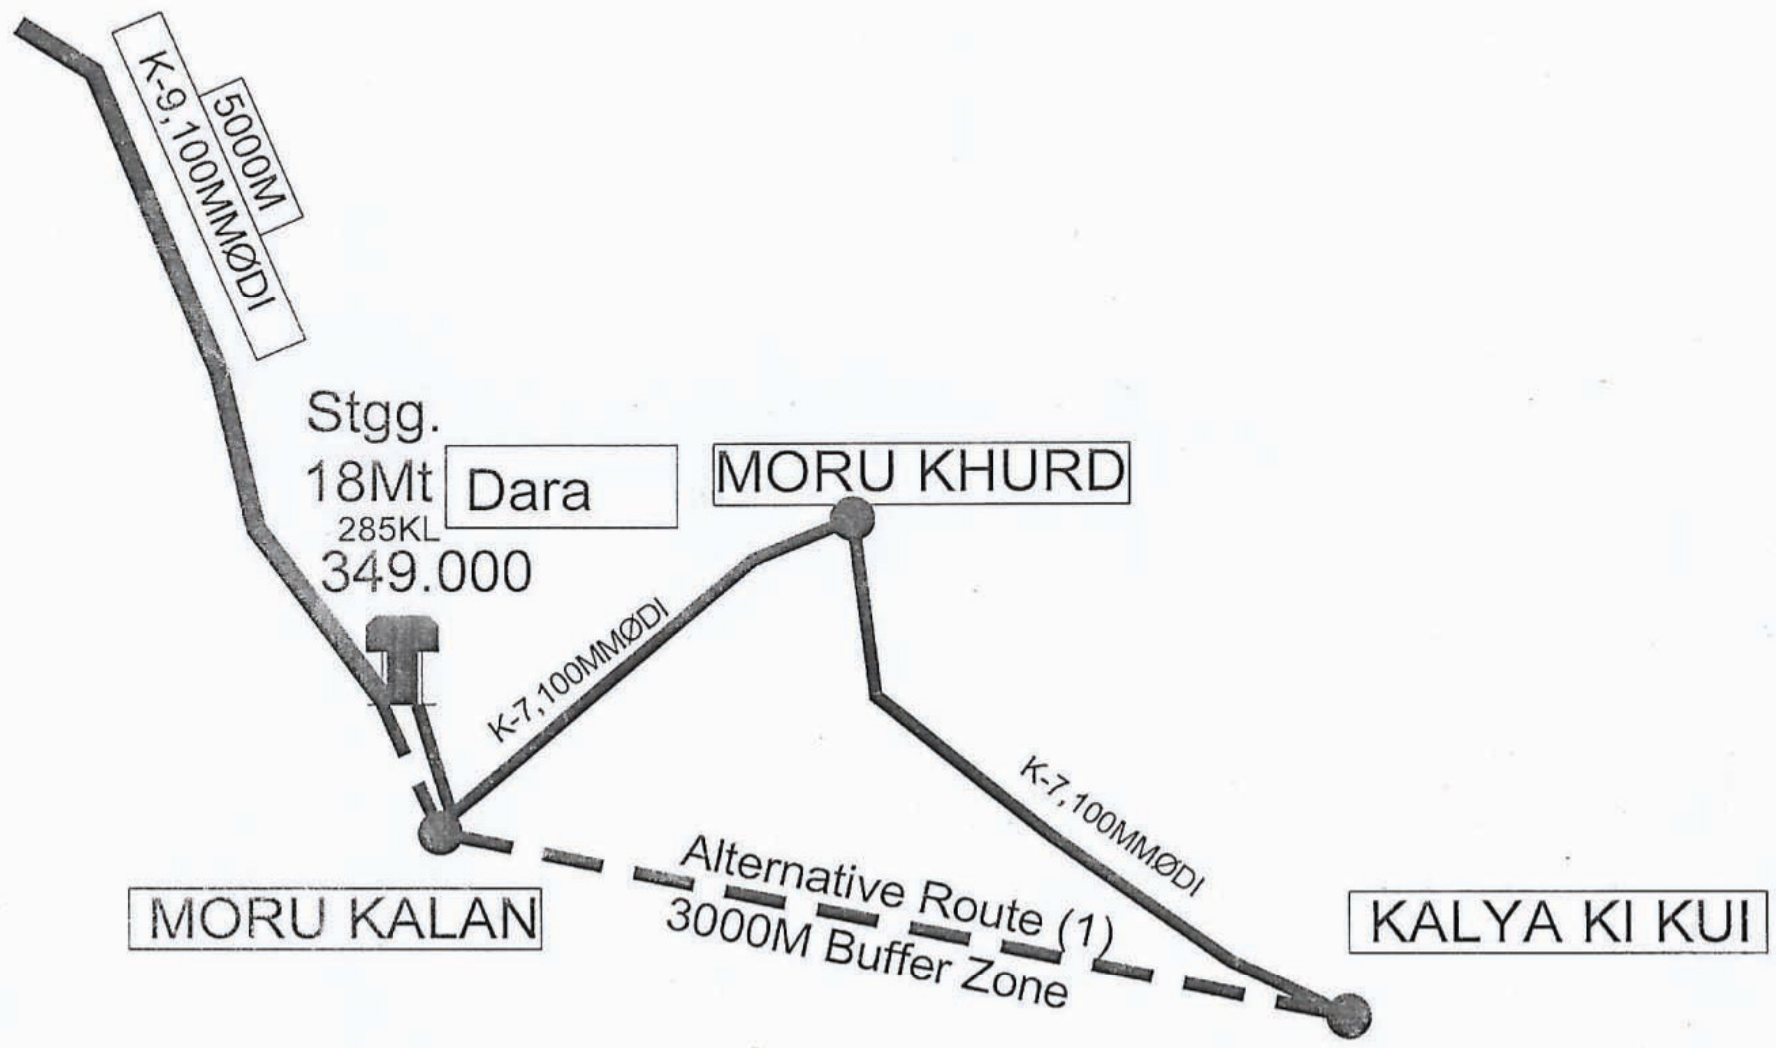 5000M
K-9,100MMØDI
Stgg.
18Mt
285KL
349.000
Dara
MORU KHURD
K-7,100MMØDI
K-7,100MMØDI
Alternative Route (1)
3000M Buffer Zone
MORU KALAN
KALYA KI KUI